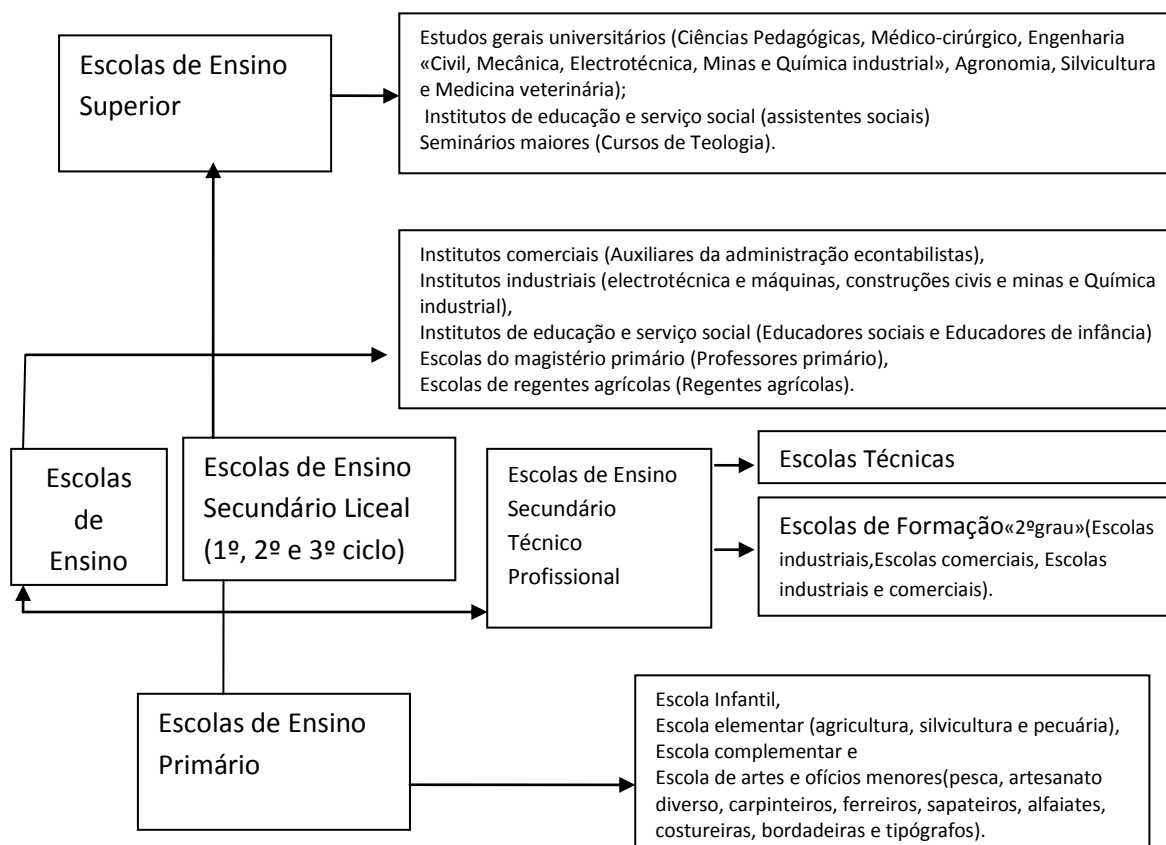 Escolas de Ensino
Superior
Estudos gerais universitários (Ciências Pedagógicas, Médico-cirúrgico, Engenharia
«Civil, Mecânica, Electrotécnica, Minas e Química industrial», Agronomia, Silvicultura
e Medicina veterinária);
Institutos de educação e serviço social (assistentes sociais)
Seminários maiores (Cursos de Teologia).
Institutos comerciais (Auxiliares da administração econtabilistas),
Institutos industriais (electrotécnica e máquinas, construções civis e minas e Química
industrial),
Institutos de educação e serviço social (Educadores sociais e Educadores de infância)
Escolas do magistério primário (Professores primário),
Escolas de regentes agrícolas (Regentes agrícolas).
Escolas
de
Ensino
Escolas de Ensino
Secundário Liceal
(1º, 2º e 3º ciclo)
Escolas de Ensino
Secundário
Técnico
Profissional
Escolas Técnicas
Escolas de Formação«2ºgrau»(Escolas
industriais,Escolas comerciais, Escolas
industriais e comerciais).
Escolas de Ensino
Primário
Escola Infantil,
Escola elementar (agricultura, silvicultura e pecuária),
Escola complementar e
Escola de artes e ofícios menores(pesca, artesanato
diverso, carpinteiros, ferreiros, sapateiros, alfaiates,
costureiras, bordadeiras e tipógrafos).